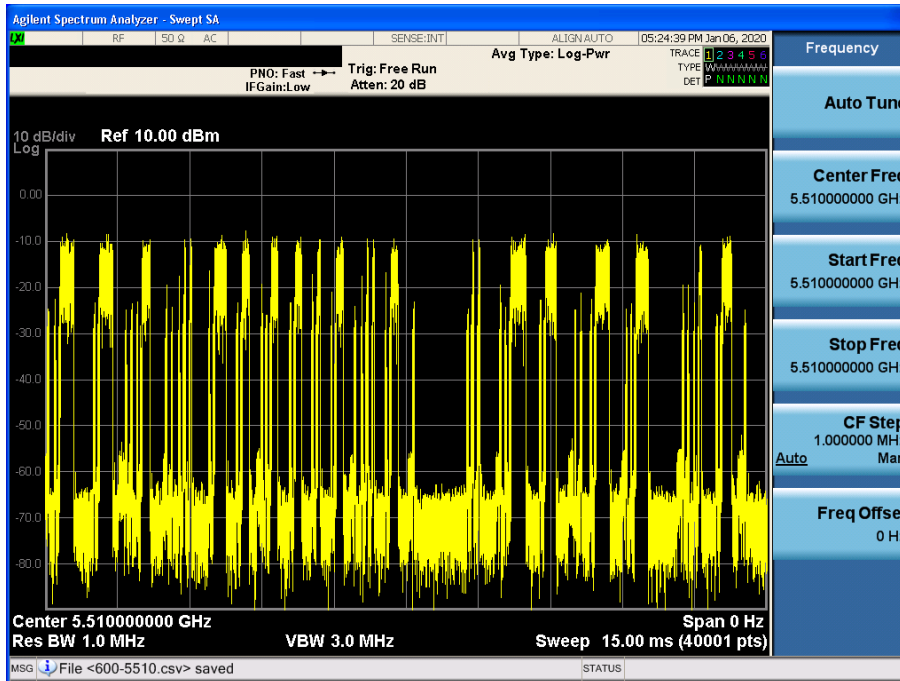 Agilent Spectrum Analyzer - Swept SA
LXI RF 50 Ω AC SENSE:INT ALIGN AUTO 05:24:39 PM Jan 06, 2020
Avg Type: Log-Pwr TRACE 1 2 3 4 5 6
PNO: Fast Trig: Free Run TYPE
IFGain:Low Atten: 20 dB DET P N N N N N
Frequency
Auto Tune
10 dB/div Ref 10.00 dBm
Log
0.00
-10.0
-20.0
-30.0
-40.0
-50.0
-60.0
-70.0
-80.0
Center Freq
5.510000000 GH
Start Freq
5.510000000 GH
Stop Freq
5.510000000 GH
CF Step
1.000000 MH
Auto Man
Freq Offse
0 H
Center 5.510000000 GHz Span 0 Hz
Res BW 1.0 MHz VBW 3.0 MHz Sweep 15.00 ms (40001 pts)
MSG File <600-5510.csv> saved STATUS